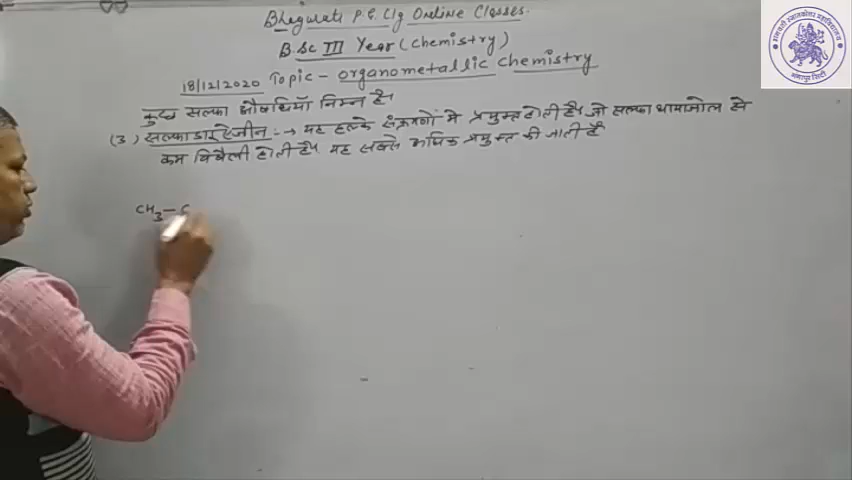 Bhagwati P.G. Clg Online Classes.
B.Sc III Year (Chemistry)
18/12/2020 Topic - organometallic Chemistry
कुछ सल्फा औषधियाँ निम्न है।
(3) सल्फाडाइऐजीन :-> यह हल्के संक्रमणों मे प्रयुक्त होती है। जो सल्फा थायाजोल से
कम विषैली होती है। यह सबसे अधिक प्रयुक्त की जाती है
CH3 - C